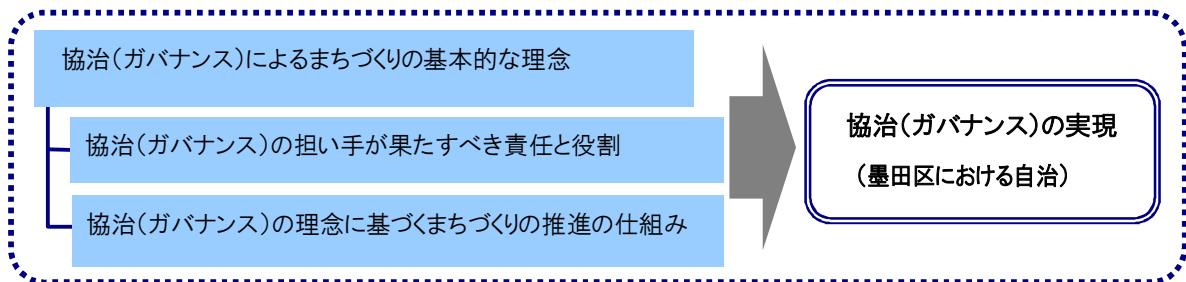 協治(ガバナンス)によるまちづくりの基本的な理念
協治(ガバナンス)の担い手が果たすべき責任と役割
協治(ガバナンス)の理念に基づくまちづくりの推進の仕組み
協治(ガバナンス)の実現
(墨田区における自治)